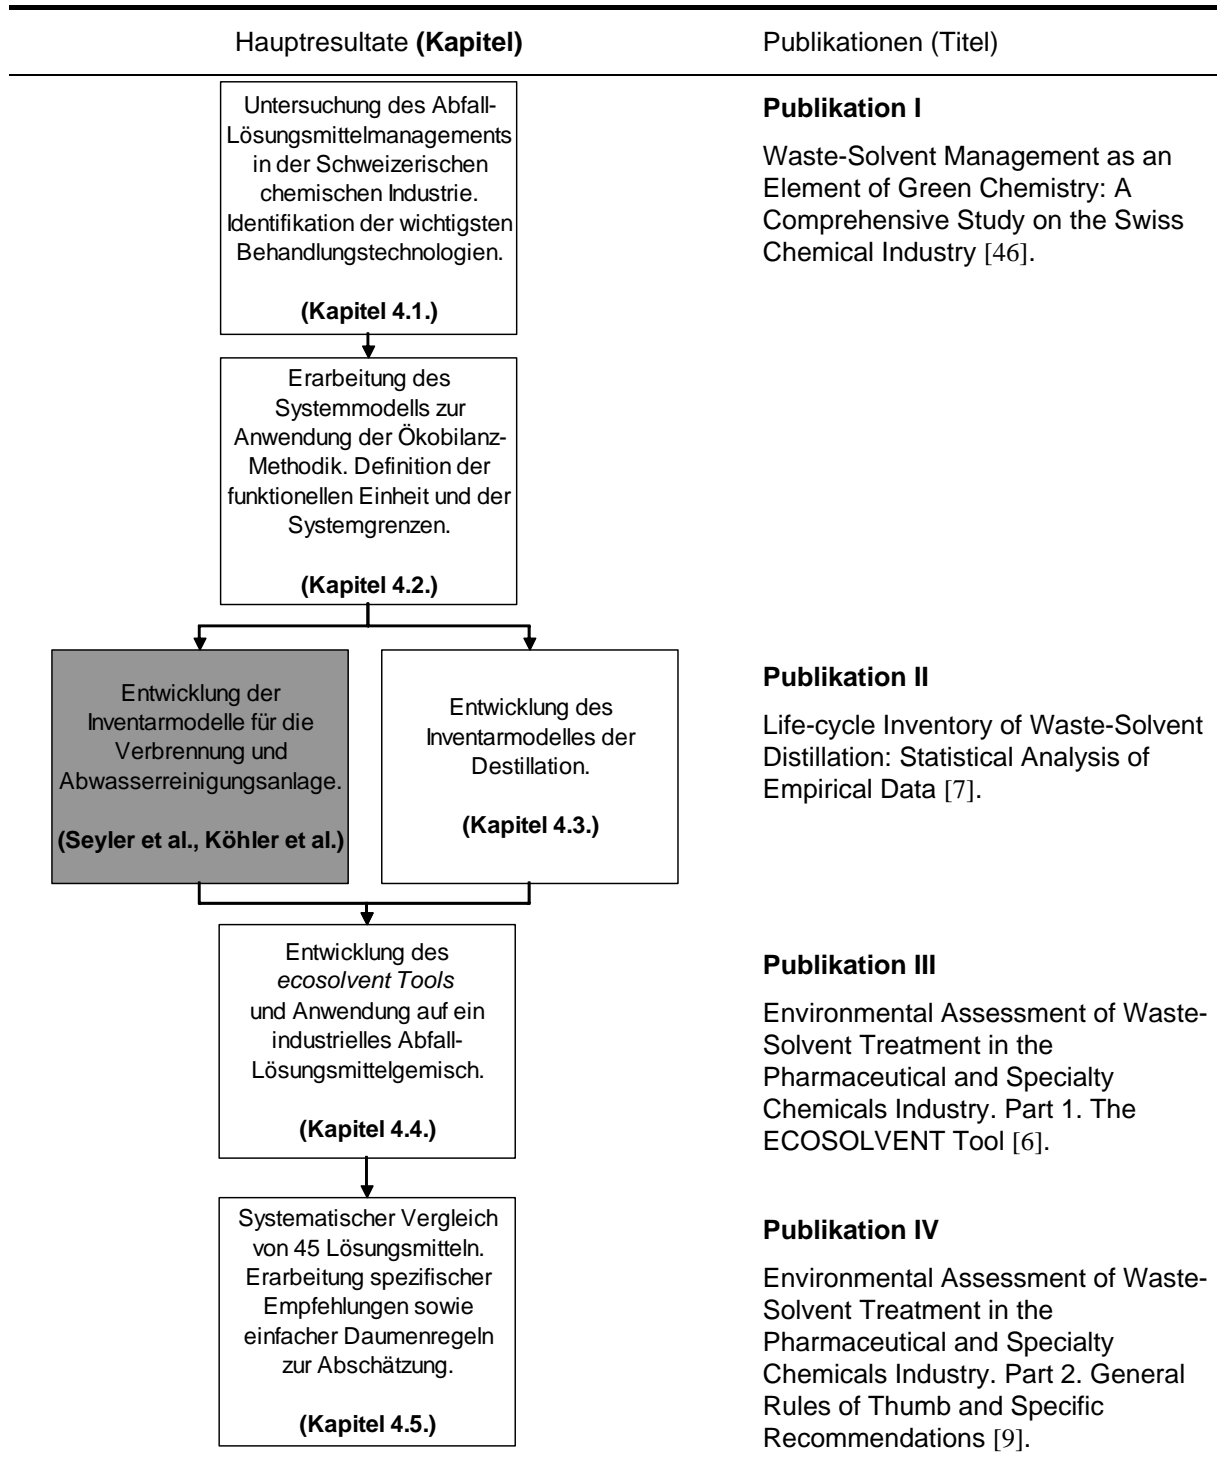 Hauptresultate (Kapitel)
Publikationen (Titel)
Untersuchung des Abfall-
Lösungsmittelmanagements
in der Schweizerischen
chemischen Industrie.
Identifikation der wichtigsten
Behandlungstechnologien.
(Kapitel 4.1.)
Publikation I
Waste-Solvent Management as an
Element of Green Chemistry: A
Comprehensive Study on the Swiss
Chemical Industry [46].
Erarbeitung des
Systemmodells zur
Anwendung der Ökobilanz-
Methodik. Definition der
funktionellen Einheit und der
Systemgrenzen.
(Kapitel 4.2.)
Entwicklung der
Inventarmodelle für die
Verbrennung und
Abwasserreinigungsanlage.
(Seyler et al., Köhler et al.)
Entwicklung des
Inventarmodelles der
Destillation.
(Kapitel 4.3.)
Publikation II
Life-cycle Inventory of Waste-Solvent
Distillation: Statistical Analysis of
Empirical Data [7].
Entwicklung des
ecosolvent Tools
und Anwendung auf ein
industrielles Abfall-
Lösungsmittelgemisch.
(Kapitel 4.4.)
Publikation III
Environmental Assessment of Waste-
Solvent Treatment in the
Pharmaceutical and Specialty
Chemicals Industry. Part 1. The
ECOSOLVENT Tool [6].
Systematischer Vergleich
von 45 Lösungsmitteln.
Erarbeitung spezifischer
Empfehlungen sowie
einfacher Daumenregeln
zur Abschätzung.
(Kapitel 4.5.)
Publikation IV
Environmental Assessment of Waste-
Solvent Treatment in the
Pharmaceutical and Specialty
Chemicals Industry. Part 2. General
Rules of Thumb and Specific
Recommendations [9].